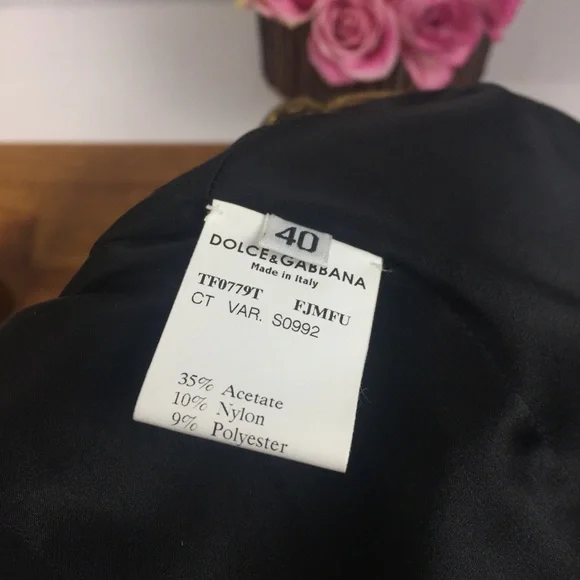 40
DOLCE&GABBANA
Made in Italy
TF0779T FJMFU
CT VAR. S0992
35% Acetate
10% Nylon
9% Polyester